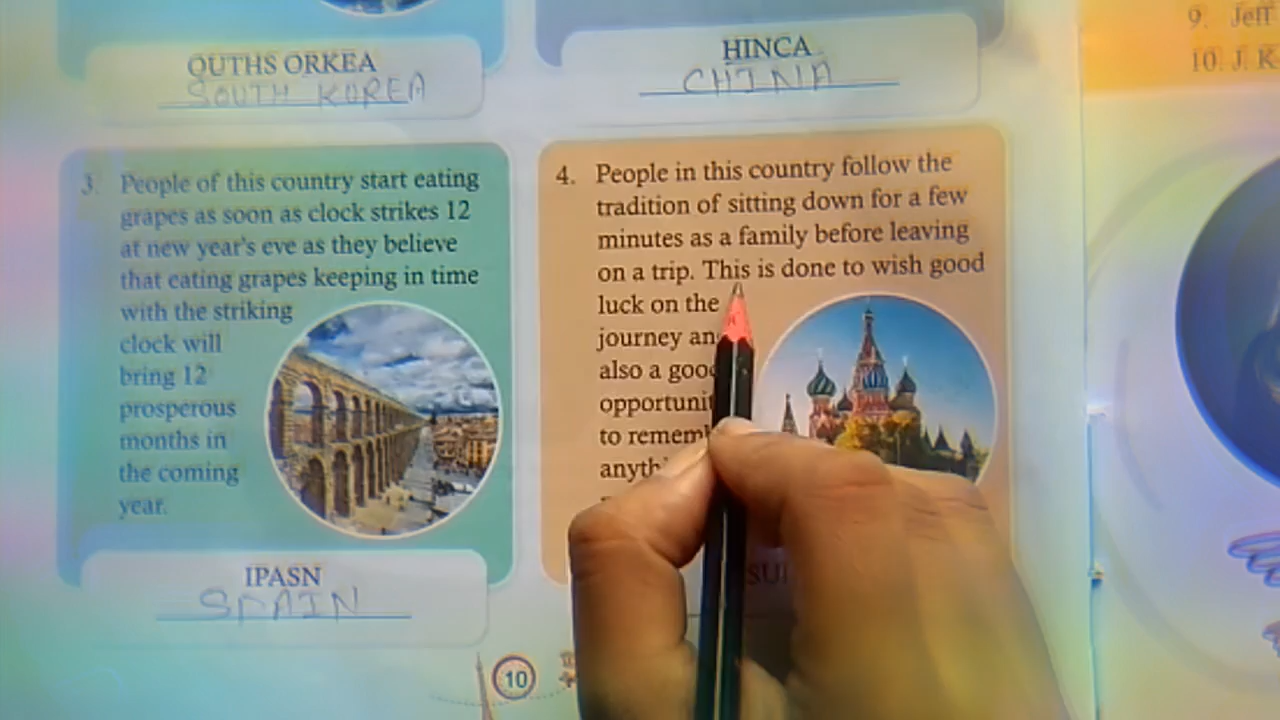 QUTHS ORKEA
SOUTH KOREA
HINCA
CHINA
9. Jeff
10. J. K
3. People of this country start eating
grapes as soon as clock strikes 12
at new year's eve as they believe
that eating grapes keeping in time
with the striking
clock will
bring 12
prosperous
months in
the coming
year.
IPASN
SPAIN
4. People in this country follow the
tradition of sitting down for a few
minutes as a family before leaving
on a trip. This is done to wish good
luck on the
journey
also a
to
10